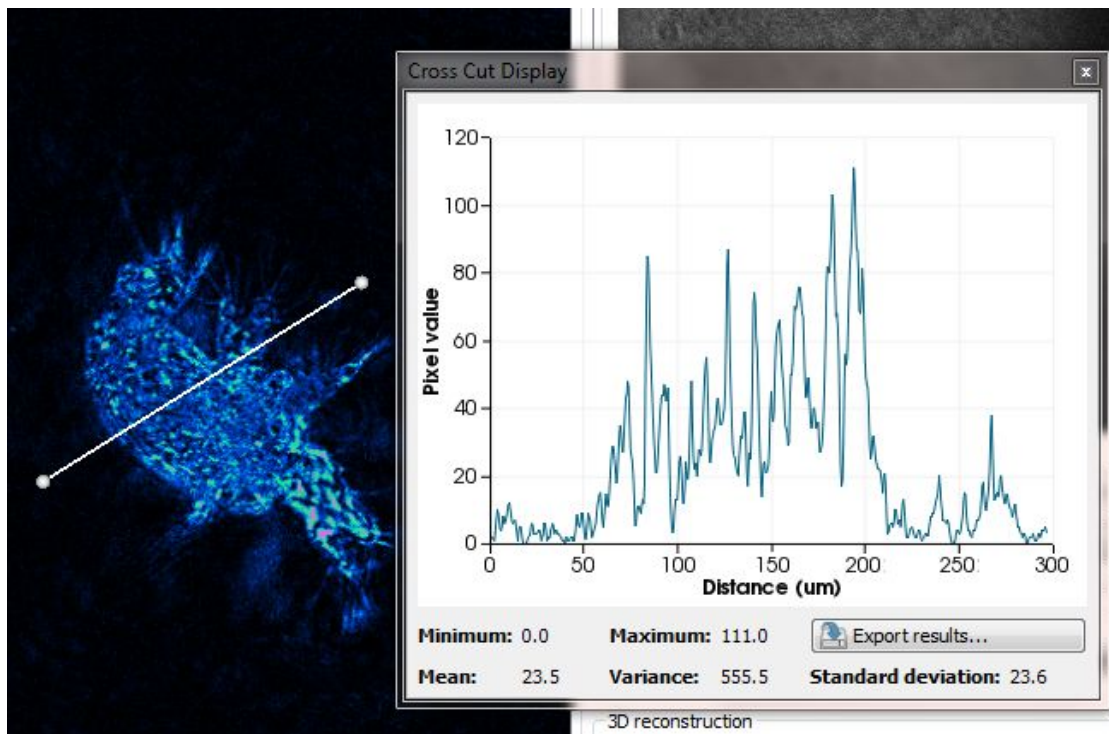 Cross Cut Display
x
120
100
80
60
40
20
0
Pixel value
0 50 100 150 200 250 300
Distance (um)
Minimum: 0.0 Maximum: 111.0 Export results...
Mean: 23.5 Variance: 555.5 Standard deviation: 23.6
3D reconstruction